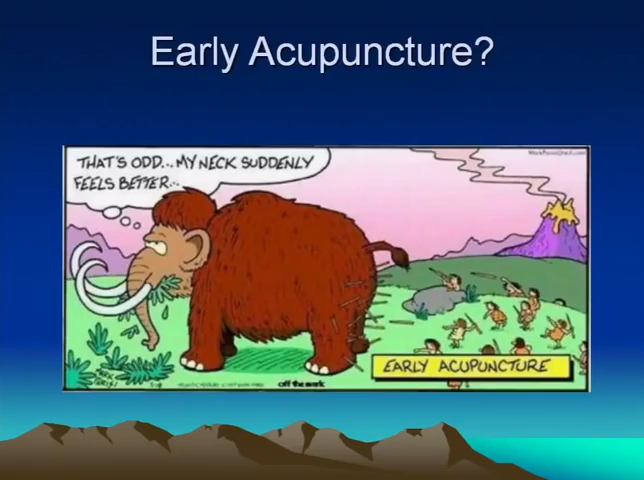 Early Acupuncture?
THAT'S ODD... MY NECK SUDDENLY
FEELS BETTER...
EARLY ACUPUNCTURE
off the mark